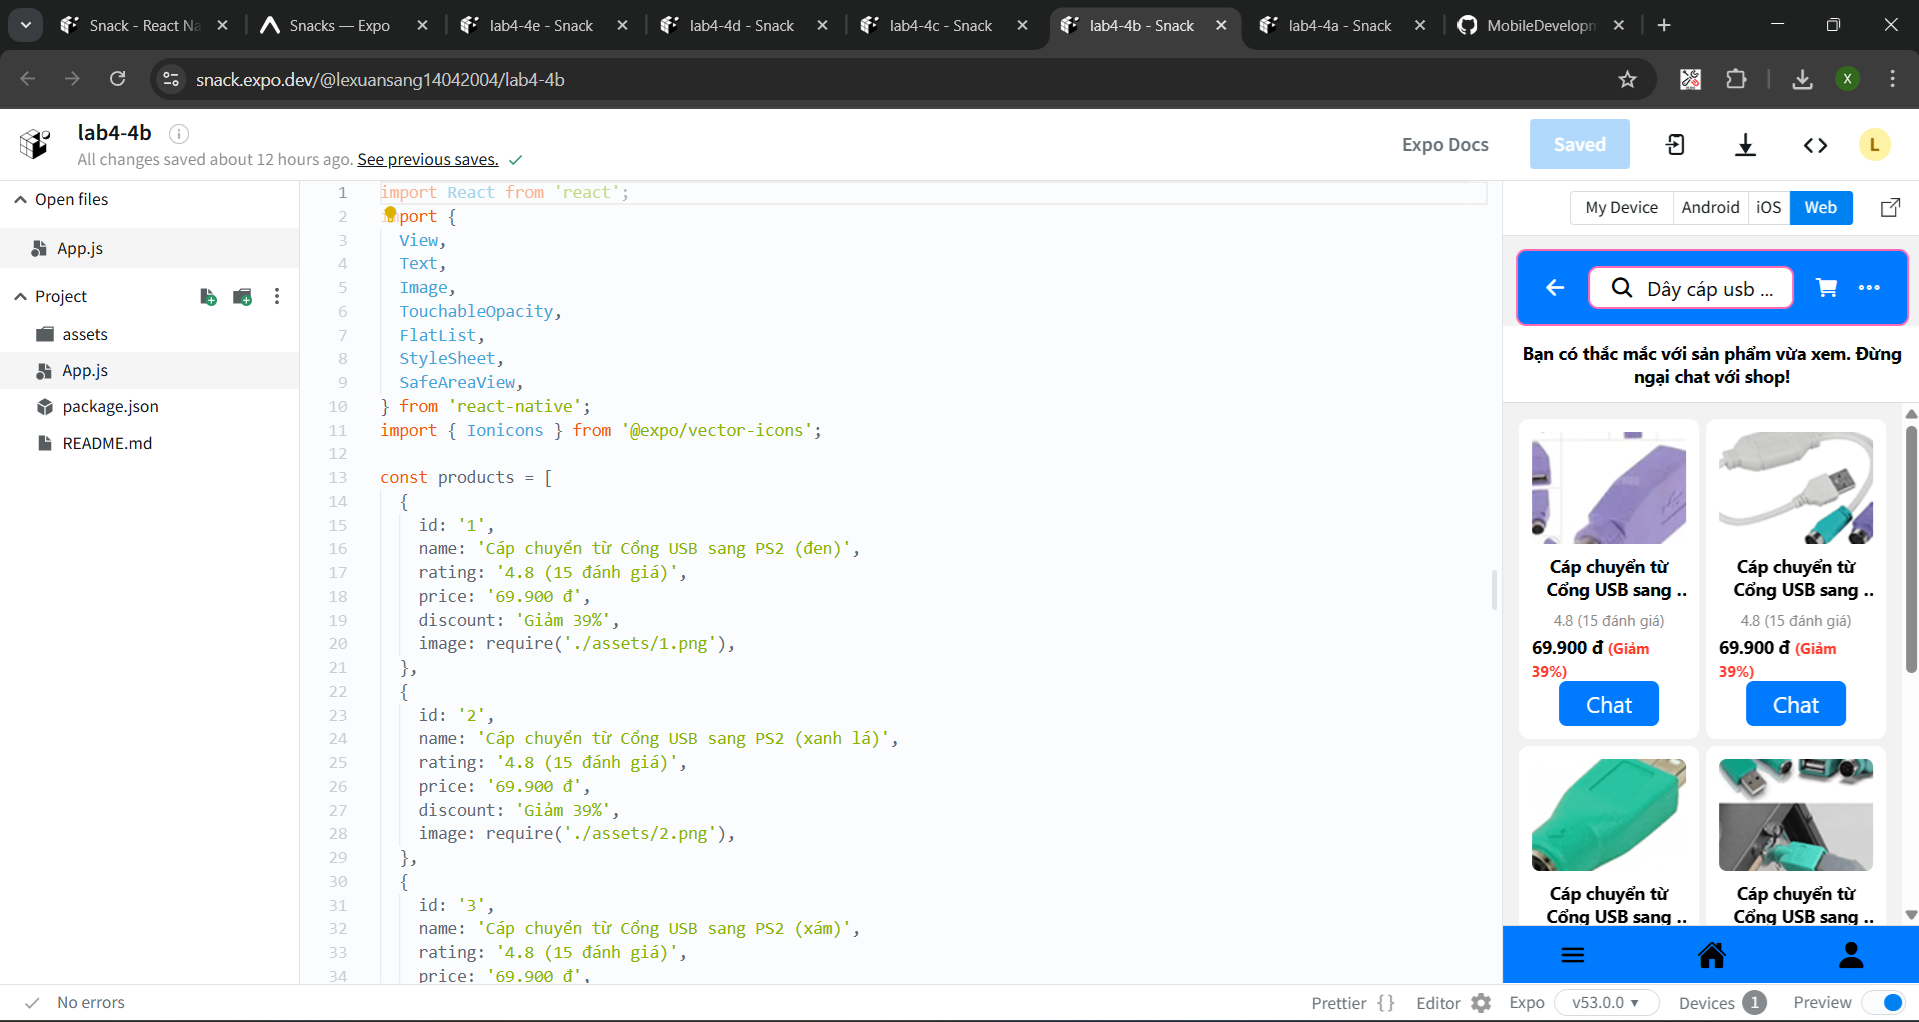 Snack - React Na
Snacks — Expo
lab4-4e - Snack
lab4-4d - Snack
lab4-4c - Snack
lab4-4b - Snack
lab4-4a - Snack
MobileDevelopm
snack.expo.dev/@lexuansang14042004/lab4-4b
X
lab4-4b
All changes saved about 12 hours ago. See previous saves.
Expo Docs
Saved
L
Open files
App.js
Project
assets
App.js
package.json
README.md
1 import React from 'react';
2 import {
3 View,
4 Text,
5 Image,
6 TouchableOpacity,
7 FlatList,
8 StyleSheet,
9 SafeAreaView,
10 } from 'react-native';
11 import { Ionicons } from '@expo/vector-icons';
12
13 const products = [
14 {
15 id: '1',
16 name: 'Cáp chuyển từ Cổng USB sang PS2 (đen)',
17 rating: '4.8 (15 đánh giá)',
18 price: '69.900 đ',
19 discount: 'Giảm 39%',
20 image: require('./assets/1.png'),
21 },
22 {
23 id: '2',
24 name: 'Cáp chuyển từ Cổng USB sang PS2 (xanh lá)',
25 rating: '4.8 (15 đánh giá)',
26 price: '69.900 đ',
27 discount: 'Giảm 39%',
28 image: require('./assets/2.png'),
29 },
30 {
31 id: '3',
32 name: 'Cáp chuyển từ Cổng USB sang PS2 (xám)',
33 rating: '4.8 (15 đánh giá)',
34 price: '69.900 đ',
My Device
Android
iOS
Web
Dây cáp usb ...
Bạn có thắc mắc với sản phẩm vừa xem. Đừng
ngại chat với shop!
Cáp chuyển từ
Cổng USB sang ..
4.8 (15 đánh giá)
69.900 đ (Giảm
39%)
Chat
Cáp chuyển từ
Cổng USB sang ..
4.8 (15 đánh giá)
69.900 đ (Giảm
39%)
Chat
Cáp chuyển từ
Cổng USB sang ..
Cáp chuyển từ
Cổng USB sang ..
No errors
Prettier {}
Editor
Expo
v53.0.0
Devices 1
Preview